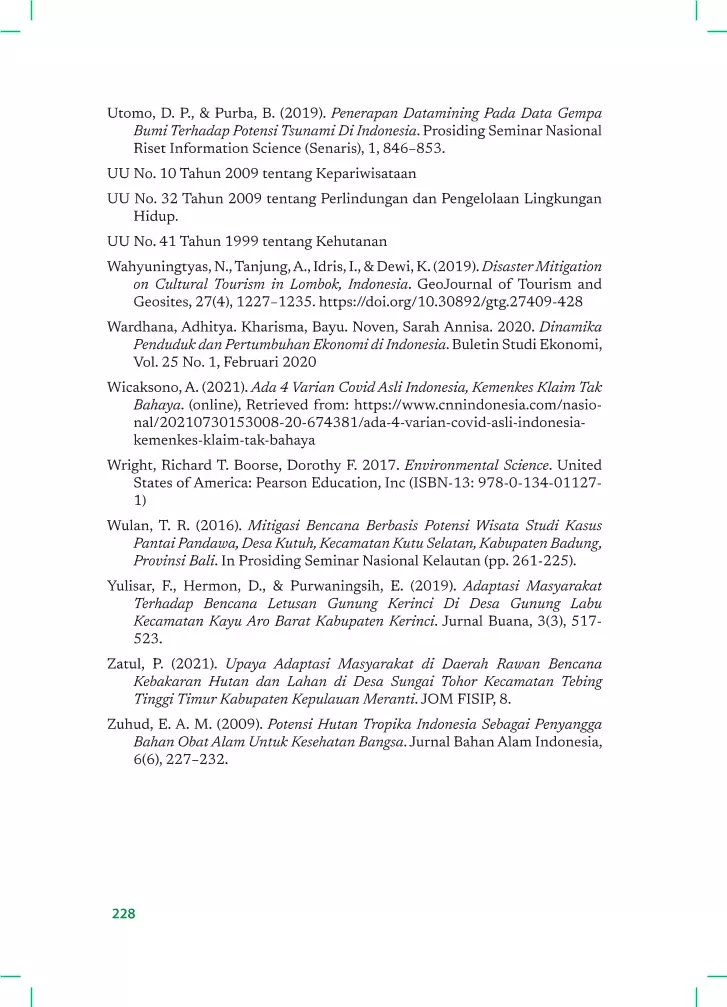 Utomo, D. P., & Purba, B. (2019). Penerapan Datamining Pada Data Gempa
Bumi Terhadap Potensi Tsunami Di Indonesia. Prosiding Seminar Nasional
Riset Information Science (Senaris), 1, 846–853.
UU No. 10 Tahun 2009 tentang Kepariwisataan
UU No. 32 Tahun 2009 tentang Perlindungan dan Pengelolaan Lingkungan
Hidup.
UU No. 41 Tahun 1999 tentang Kehutanan
Wahyuningtyas, N., Tanjung, A., Idris, I., & Dewi, K. (2019). Disaster Mitigation
on Cultural Tourism in Lombok, Indonesia. GeoJournal of Tourism and
Geosites, 27(4), 1227–1235. https://doi.org/10.30892/gtg.27409-428
Wardhana, Adhitya. Kharisma, Bayu. Noven, Sarah Annisa. 2020. Dinamika
Penduduk dan Pertumbuhan Ekonomi di Indonesia. Buletin Studi Ekonomi,
Vol. 25 No. 1, Februari 2020
Wicaksono, A. (2021). Ada 4 Varian Covid Asli Indonesia, Kemenkes Klaim Tak
Bahaya. (online), Retrieved from: https://www.cnnindonesia.com/nasio-
nal/20210730153008-20-674381/ada-4-varian-covid-asli-indonesia-
kemenkes-klaim-tak-bahaya
Wright, Richard T. Boorse, Dorothy F. 2017. Environmental Science. United
States of America: Pearson Education, Inc (ISBN-13: 978-0-134-01127-
1)
Wulan, T. R. (2016). Mitigasi Bencana Berbasis Potensi Wisata Studi Kasus
Pantai Pandawa, Desa Kutuh, Kecamatan Kutu Selatan, Kabupaten Badung,
Provinsi Bali. In Prosiding Seminar Nasional Kelautan (pp. 261-225).
Yulisar, F., Hermon, D., & Purwaningsih, E. (2019). Adaptasi Masyarakat
Terhadap Bencana Letusan Gunung Kerinci Di Desa Gunung Labu
Kecamatan Kayu Aro Barat Kabupaten Kerinci. Jurnal Buana, 3(3), 517-
523.
Zatul, P. (2021). Upaya Adaptasi Masyarakat di Daerah Rawan Bencana
Kebakaran Hutan dan Lahan di Desa Sungai Tohor Kecamatan Tebing
Tinggi Timur Kabupaten Kepulauan Meranti. JOM FISIP, 8.
Zuhud, E. A. M. (2009). Potensi Hutan Tropika Indonesia Sebagai Penyangga
Bahan Obat Alam Untuk Kesehatan Bangsa. Jurnal Bahan Alam Indonesia,
6(6), 227–232.
228